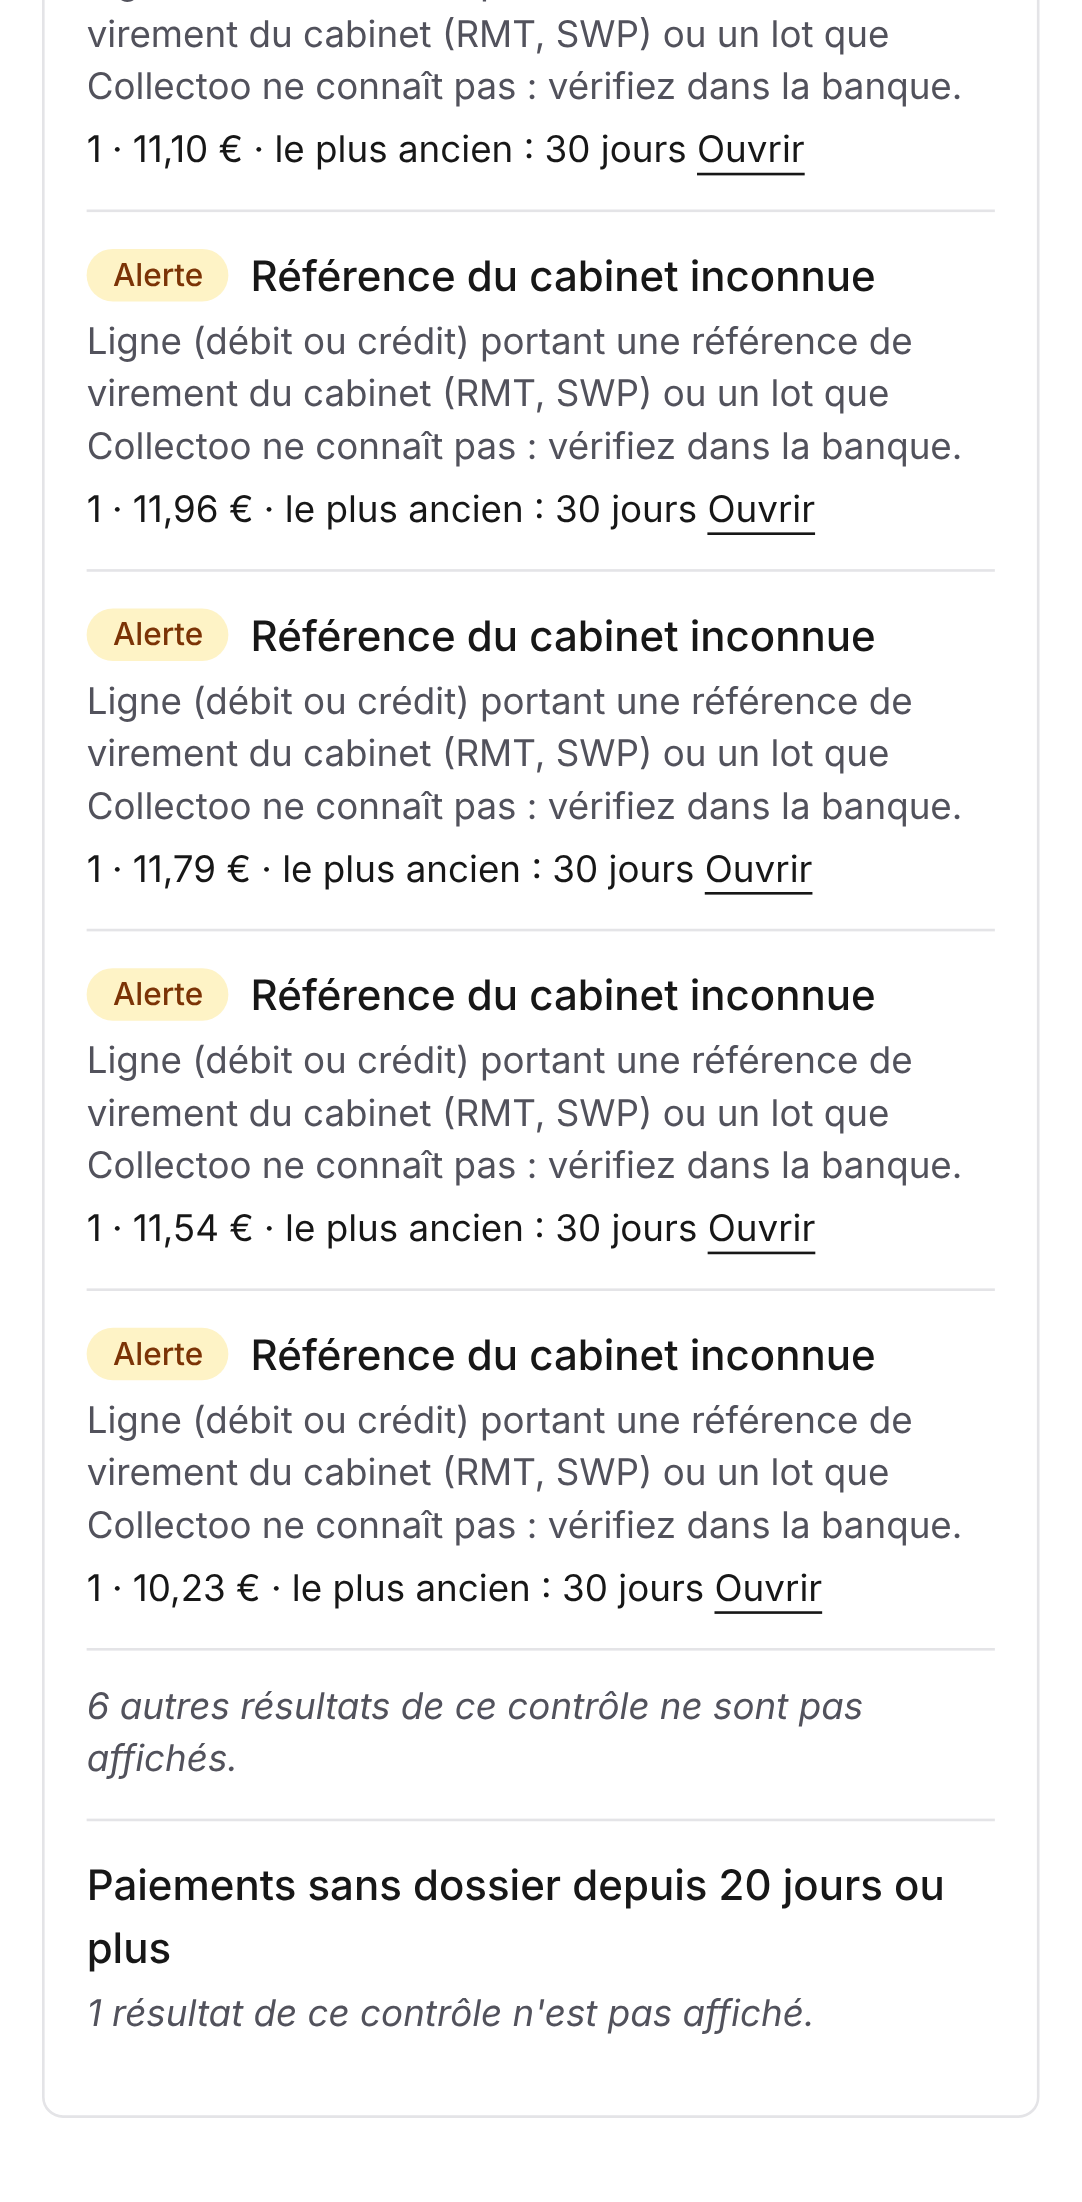 virement du cabinet (RMT, SWP) ou un lot que
Collectoo ne connaît pas : vérifiez dans la banque.
1 · 11,10 € · le plus ancien : 30 jours Ouvrir
Alerte Référence du cabinet inconnue
Ligne (débit ou crédit) portant une référence de
virement du cabinet (RMT, SWP) ou un lot que
Collectoo ne connaît pas : vérifiez dans la banque.
1 · 11,96 € · le plus ancien : 30 jours Ouvrir
Alerte Référence du cabinet inconnue
Ligne (débit ou crédit) portant une référence de
virement du cabinet (RMT, SWP) ou un lot que
Collectoo ne connaît pas : vérifiez dans la banque.
1 · 11,79 € · le plus ancien : 30 jours Ouvrir
Alerte Référence du cabinet inconnue
Ligne (débit ou crédit) portant une référence de
virement du cabinet (RMT, SWP) ou un lot que
Collectoo ne connaît pas : vérifiez dans la banque.
1 · 11,54 € · le plus ancien : 30 jours Ouvrir
Alerte Référence du cabinet inconnue
Ligne (débit ou crédit) portant une référence de
virement du cabinet (RMT, SWP) ou un lot que
Collectoo ne connaît pas : vérifiez dans la banque.
1 · 10,23 € · le plus ancien : 30 jours Ouvrir
6 autres résultats de ce contrôle ne sont pas
affichés.
Paiements sans dossier depuis 20 jours ou
plus
1 résultat de ce contrôle n'est pas affiché.